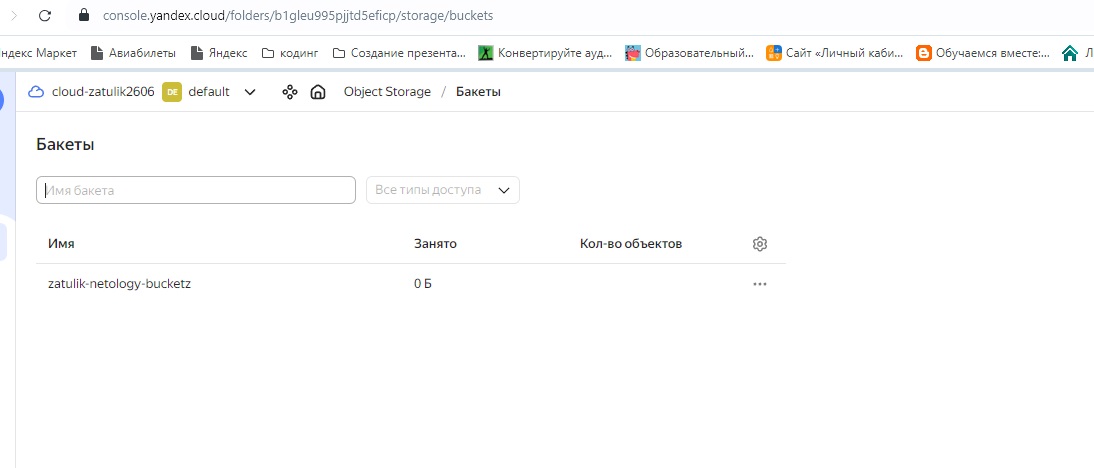 console.yandex.cloud/folders/b1gleu995pjjtd5eficp/storage/buckets
ндекс Маркет Авиабилеты Яндекс кодинг Создание презента... Конвертируйте ауд... Образовательный... Сайт «Личный каби... Обучаемся вместе:... Л
cloud-zatulik2606 DE default Object Storage / Бакеты
Бакеты
Имя бакета Все типы доступа
Имя Занято Кол-во объектов
zatulik-netology-bucketz 0 Б